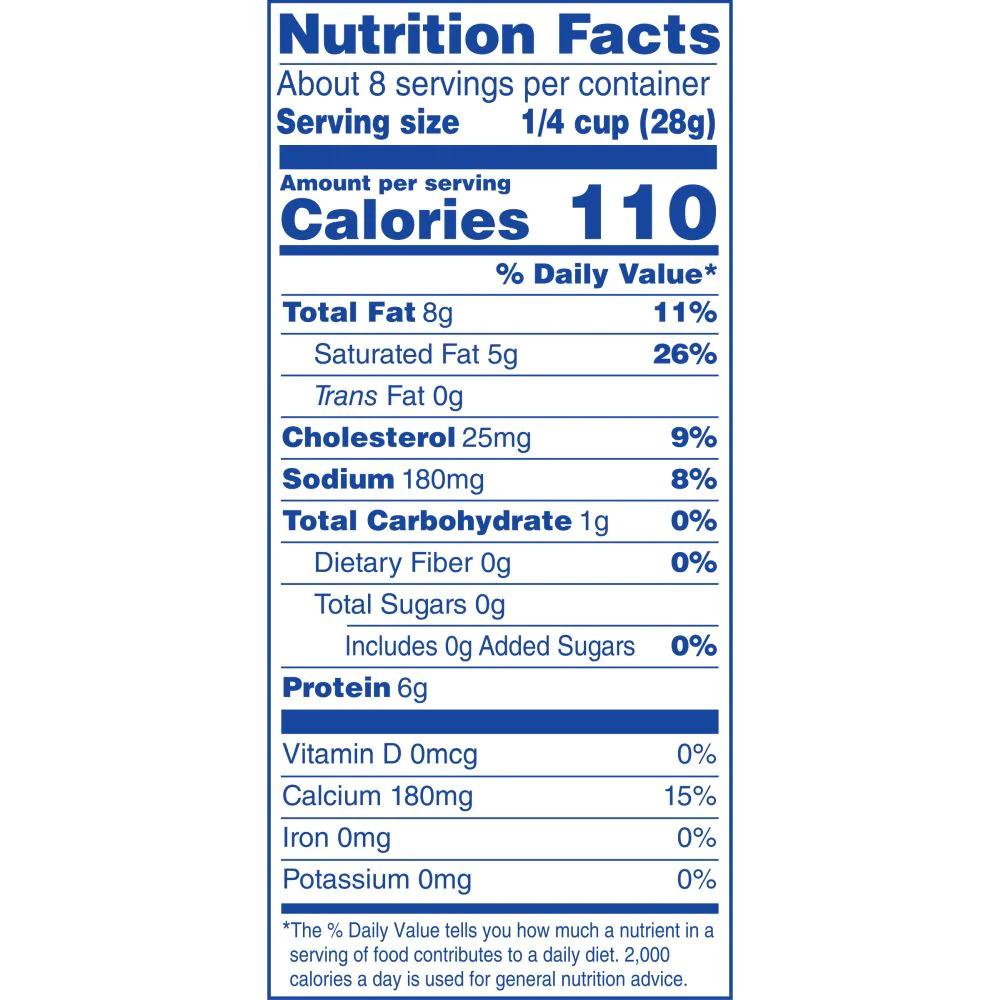 Nutrition Facts
About 8 servings per container
Serving size 1/4 cup (28g)
Amount per serving
Calories 110
% Daily Value*
Total Fat 8g 11%
Saturated Fat 5g 26%
Trans Fat 0g
Cholesterol 25mg 9%
Sodium 180mg 8%
Total Carbohydrate 1g 0%
Dietary Fiber 0g 0%
Total Sugars 0g
Includes 0g Added Sugars 0%
Protein 6g
Vitamin D 0mcg 0%
Calcium 180mg 15%
Iron 0mg 0%
Potassium 0mg 0%
*The % Daily Value tells you how much a nutrient in a
serving of food contributes to a daily diet. 2,000
calories a day is used for general nutrition advice.